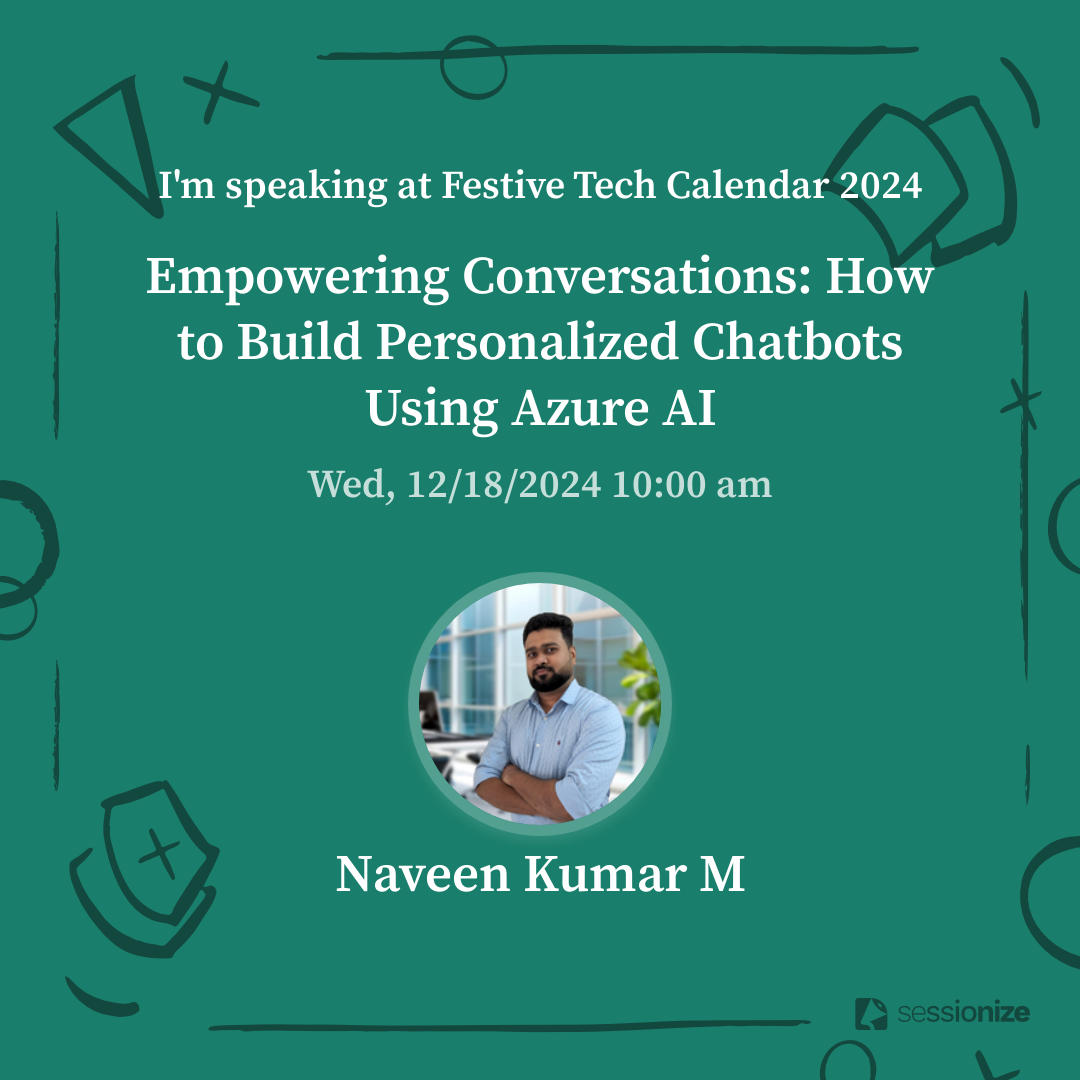 I'm speaking at Festive Tech Calendar 2024
Empowering Conversations: How
to Build Personalized Chatbots
Using Azure AI
Wed, 12/18/2024 10:00 am
Naveen Kumar M
sessionize